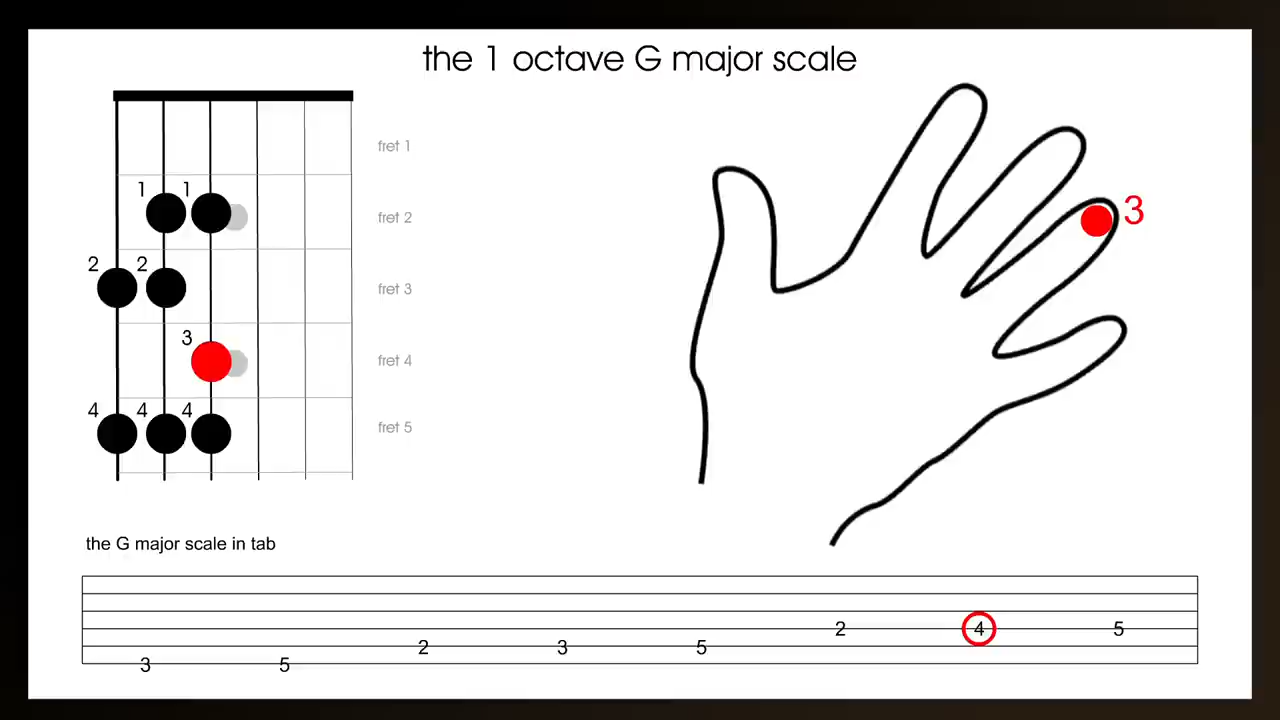 the 1 octave G major scale
fret 1
1 1
fret 2
3
2 2
fret 3
3
fret 4
4 4 4
fret 5
the G major scale in tab
2 4 5
2 3 5
3 5